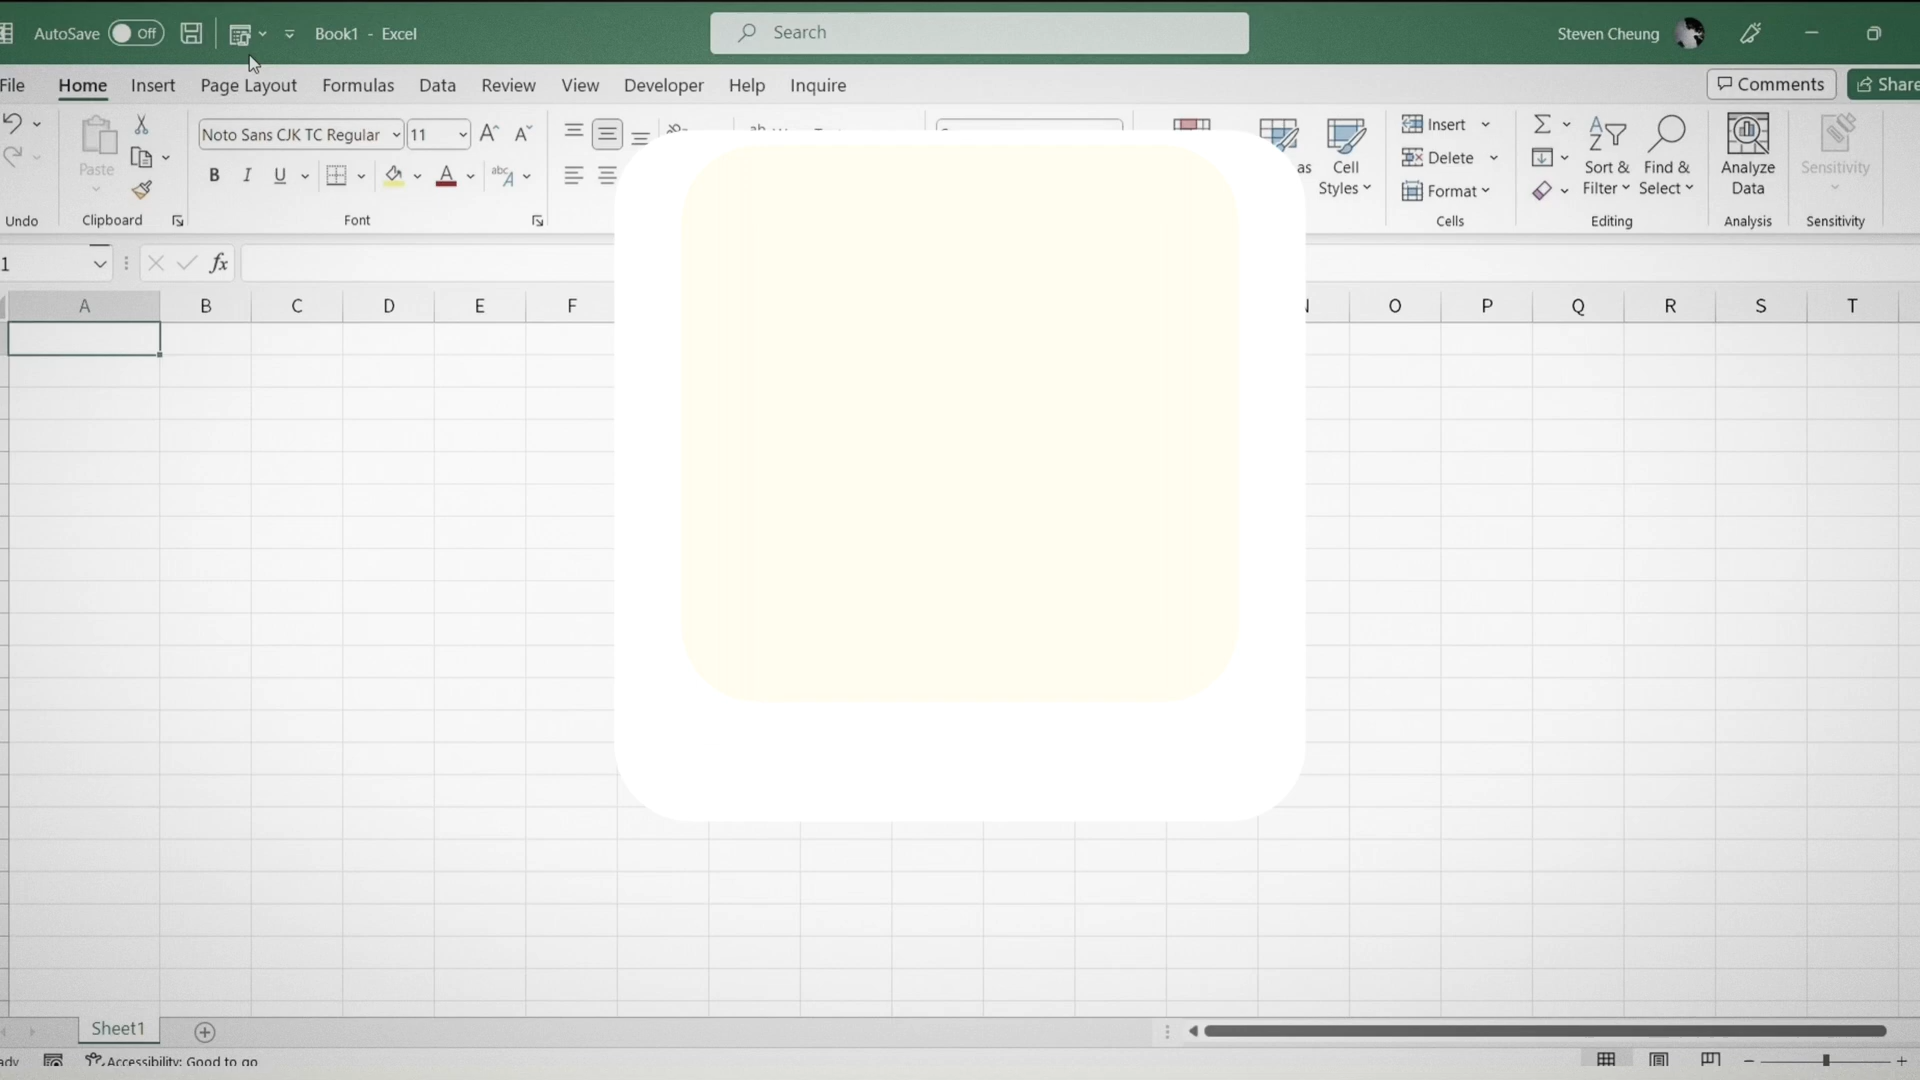 AutoSave Off Book1 - Excel Search Steven Cheung
File Home Insert Page Layout Formulas Data Review View Developer Help Inquire Comments Share
Noto Sans CJK TC Regular 11 Insert
Paste B I U Cell Styles Delete Sort & Filter Find & Select Analyze Data Sensitivity
Format
Undo Clipboard Font Cells Editing Analysis Sensitivity
1 fx
A B C D E F N O P Q R S T
Sheet1
Accessibility: Good to go